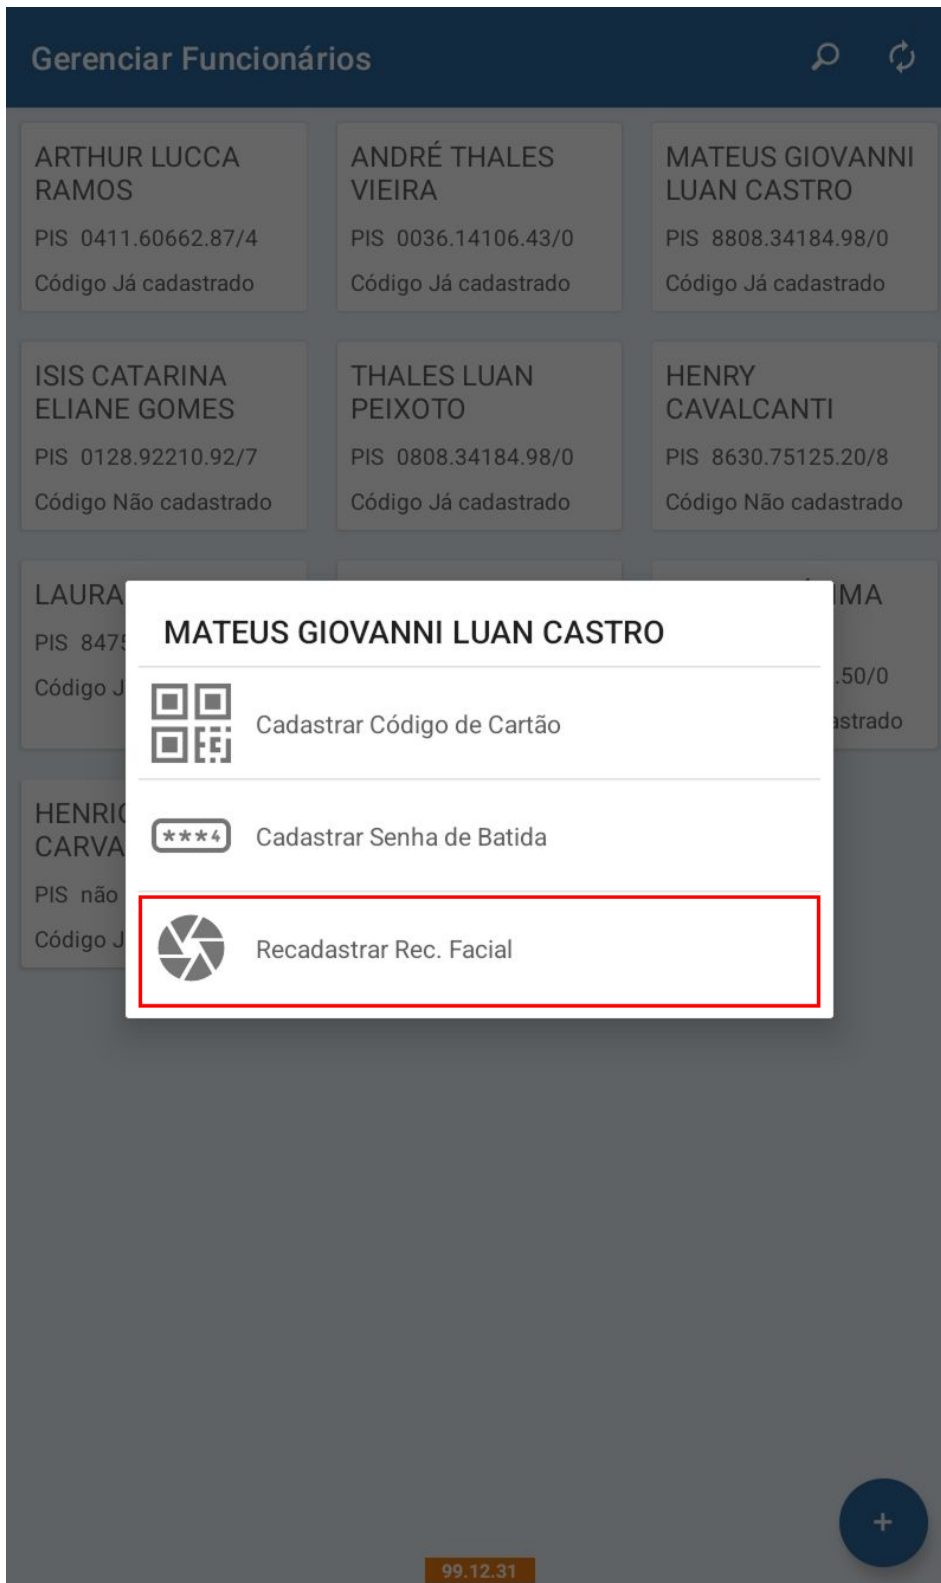 Gerenciar Funcionários
ARTHUR LUCCA
RAMOS
PIS 0411.60662.87/4
Código Já cadastrado
ANDRÉ THALES
VIEIRA
PIS 0036.14106.43/0
Código Já cadastrado
MATEUS GIOVANNI
LUAN CASTRO
PIS 8808.34184.98/0
Código Já cadastrado
ISIS CATARINA
ELIANE GOMES
PIS 0128.92210.92/7
Código Não cadastrado
THALES LUAN
PEIXOTO
PIS 0808.34184.98/0
Código Já cadastrado
HENRY
CAVALCANTI
PIS 8630.75125.20/8
Código Não cadastrado
LAURA
PIS 8475
Código J
IMA
.50/0
astrado
MATEUS GIOVANNI LUAN CASTRO
Cadastrar Código de Cartão
***4
Cadastrar Senha de Batida
Recadastrar Rec. Facial
HENRIC
CARVA
PIS não
Código J
+
99.12.31